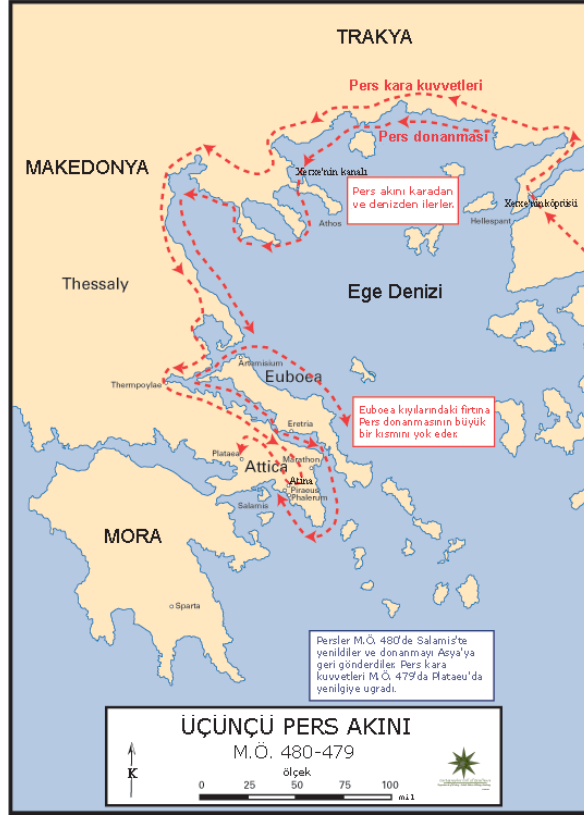 TRAKYA
Pers kara kuvvetleri
Pers donanması
MAKEDONYA
Xerxe'nin kanalı
Pers akını karadan
ve denizden ilerler.
Xerxe'nin köprüsü
Athos
Hellespant
Thessaly
Ege Denizi
Artemisium
Euboea
Thermpoylae
Euboea kıyılarındaki fırtına
Pers donanmasının büyük
bir kısmını yok eder.
Eretria
Plataea
Marathon
Attica
Atina
Piraeus
Phalerum
Salamis
MORA
Sparta
Persler M.Ö. 480'de Salamis'te
yenildiler ve donanmayı Asya'ya
geri gönderdiler. Pers kara
kuvvetleri M.Ö. 479'da Plataeu'da
yenilgiye ugradı.
ÜÇÜNÇÜ PERS AKINI
M.Ö. 480-479
ölçek
K
0 25 50 75 100
mil